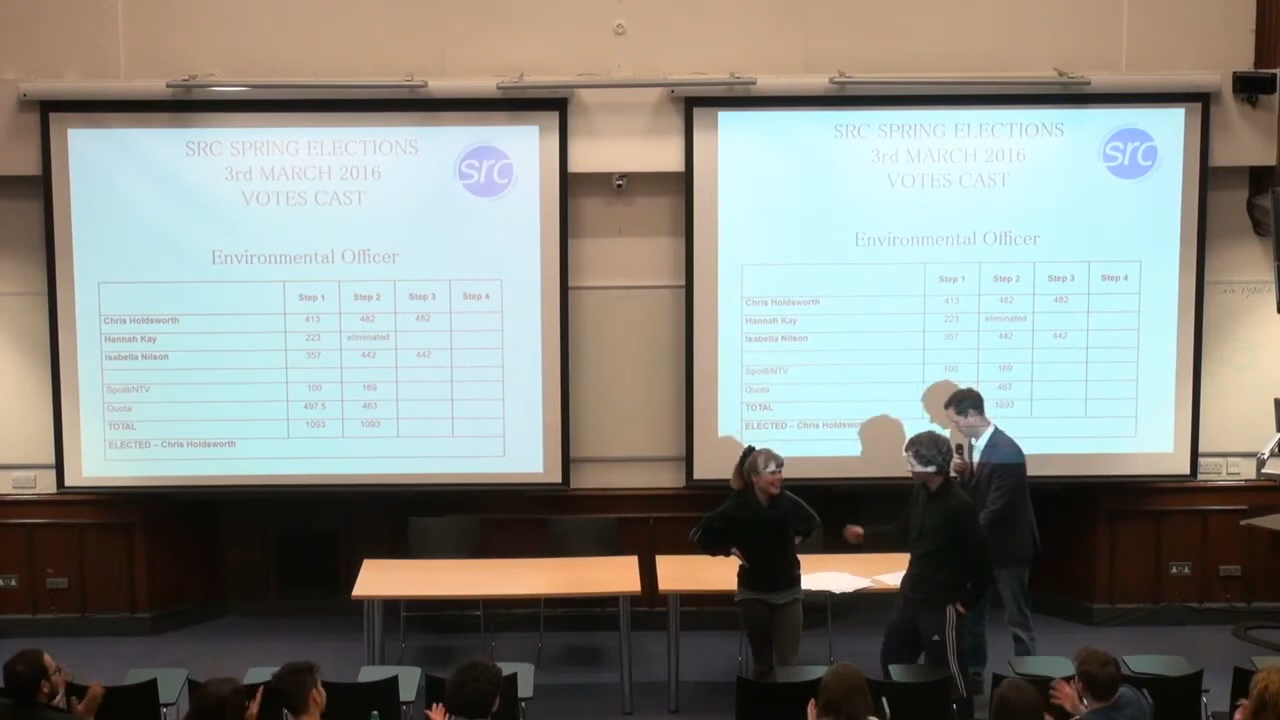 SRC SPRING ELECTIONS
3rd MARCH 2016
VOTES CAST
src
Environmental Officer
Step 1 Step 2 Step 3 Step 4
Chris Holdsworth 413 482 482
Hannah Kay 223 eliminated
Isabella Nilson 357 442 442
Spoilt/NTV 100 169
Quota 497.5 463
TOTAL 1093 1093
ELECTED – Chris Holdsworth
SRC SPRING ELECTIONS
3rd MARCH 2016
VOTES CAST
src
Environmental Officer
Step 1 Step 2 Step 3 Step 4
Chris Holdsworth 413 482 482
Hannah Kay 223 eliminated
Isabella Nilson 357 442 442
Spoilt/NTV 100 169
Quota 463
TOTAL 1093
ELECTED – Chris Holdswo